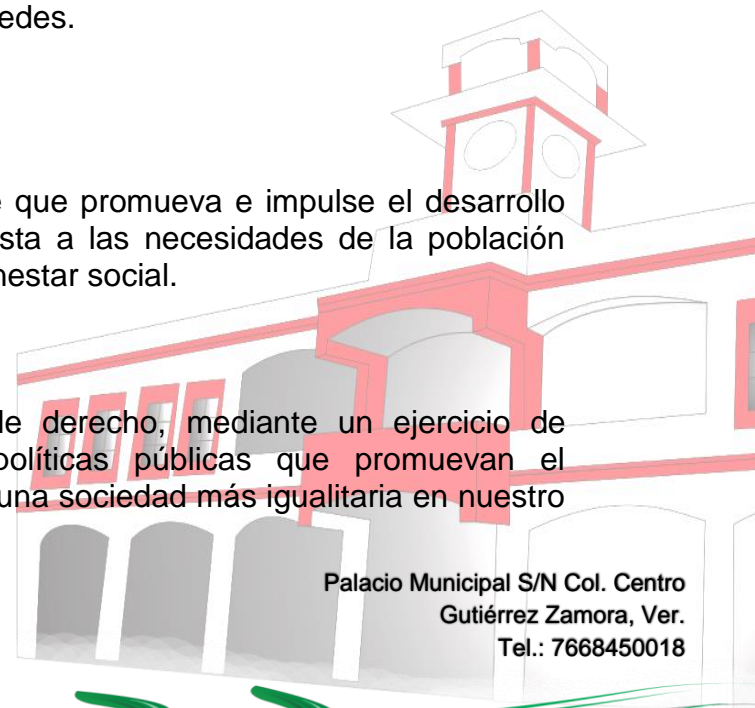 edes.
que promueva e impulse el desarrollo
sta a las necesidades de la población
nestar social.
de derecho, mediante un ejercicio de
políticas públicas que promuevan el
una sociedad más igualitaria en nuestro
Palacio Municipal S/N Col. Centro
Gutiérrez Zamora, Ver.
Tel.: 7668450018